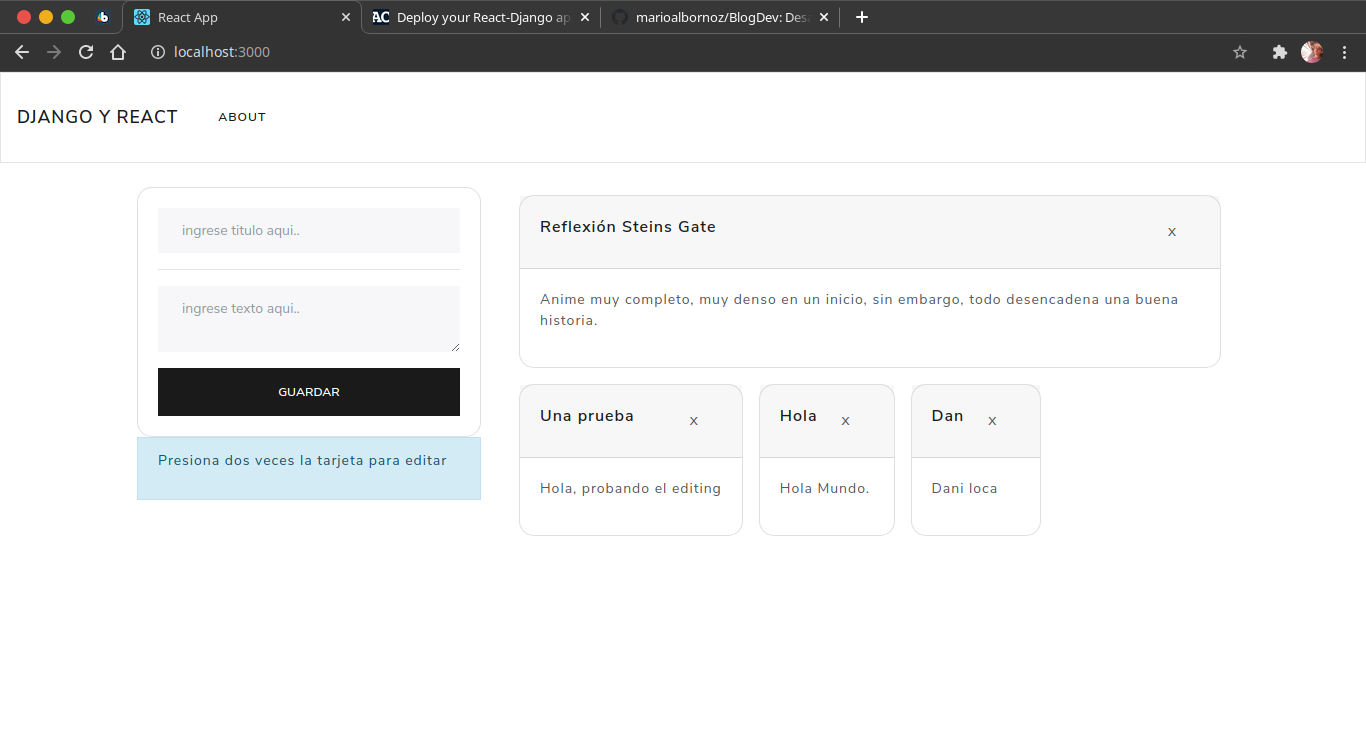 React App
Deploy your React-Django ap
marioalbornoz/BlogDev: Des
localhost:3000
DJANGO Y REACT
ABOUT
ingrese titulo aqui..
ingrese texto aqui..
GUARDAR
Presiona dos veces la tarjeta para editar
Reflexión Steins Gate
x
Anime muy completo, muy denso en un inicio, sin embargo, todo desencadena una buena
historia.
Una prueba
x
Hola, probando el editing
Hola
x
Hola Mundo.
Dan
x
Dani loca